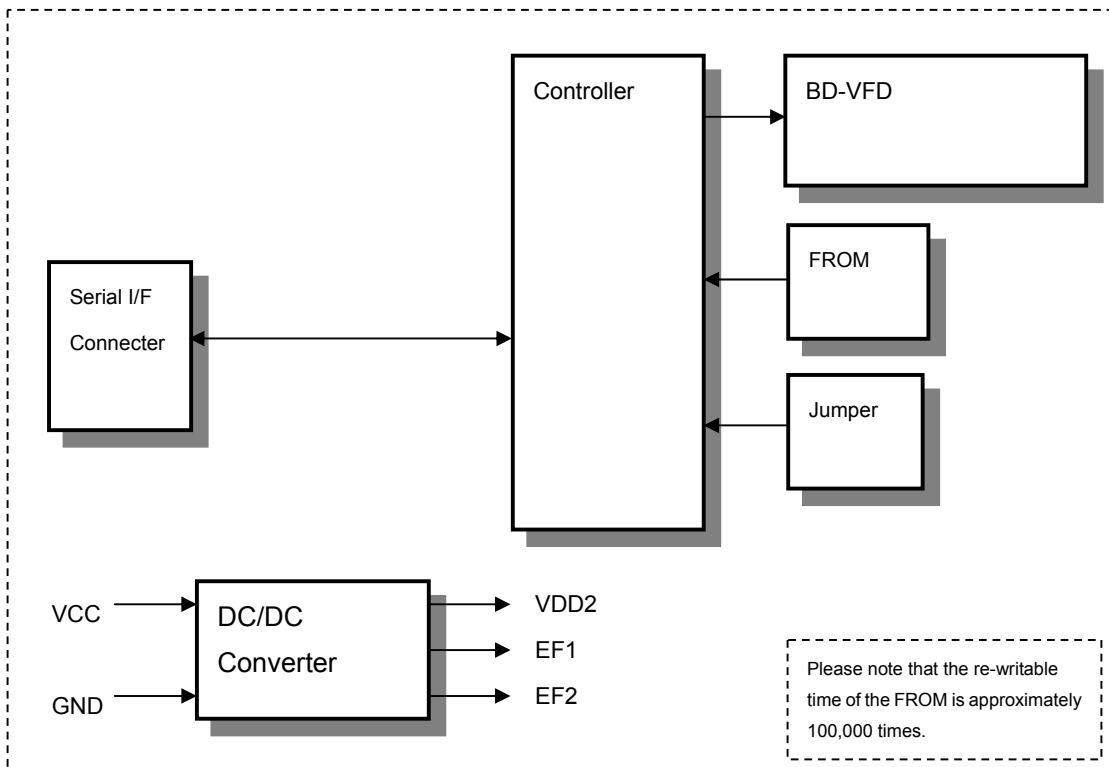 Controller
BD-VFD
FROM
Serial I/F
Connecter
Jumper
VCC
GND
DC/DC
Converter
VDD2
EF1
EF2
Please note that the re-writable
time of the FROM is approximately
100,000 times.